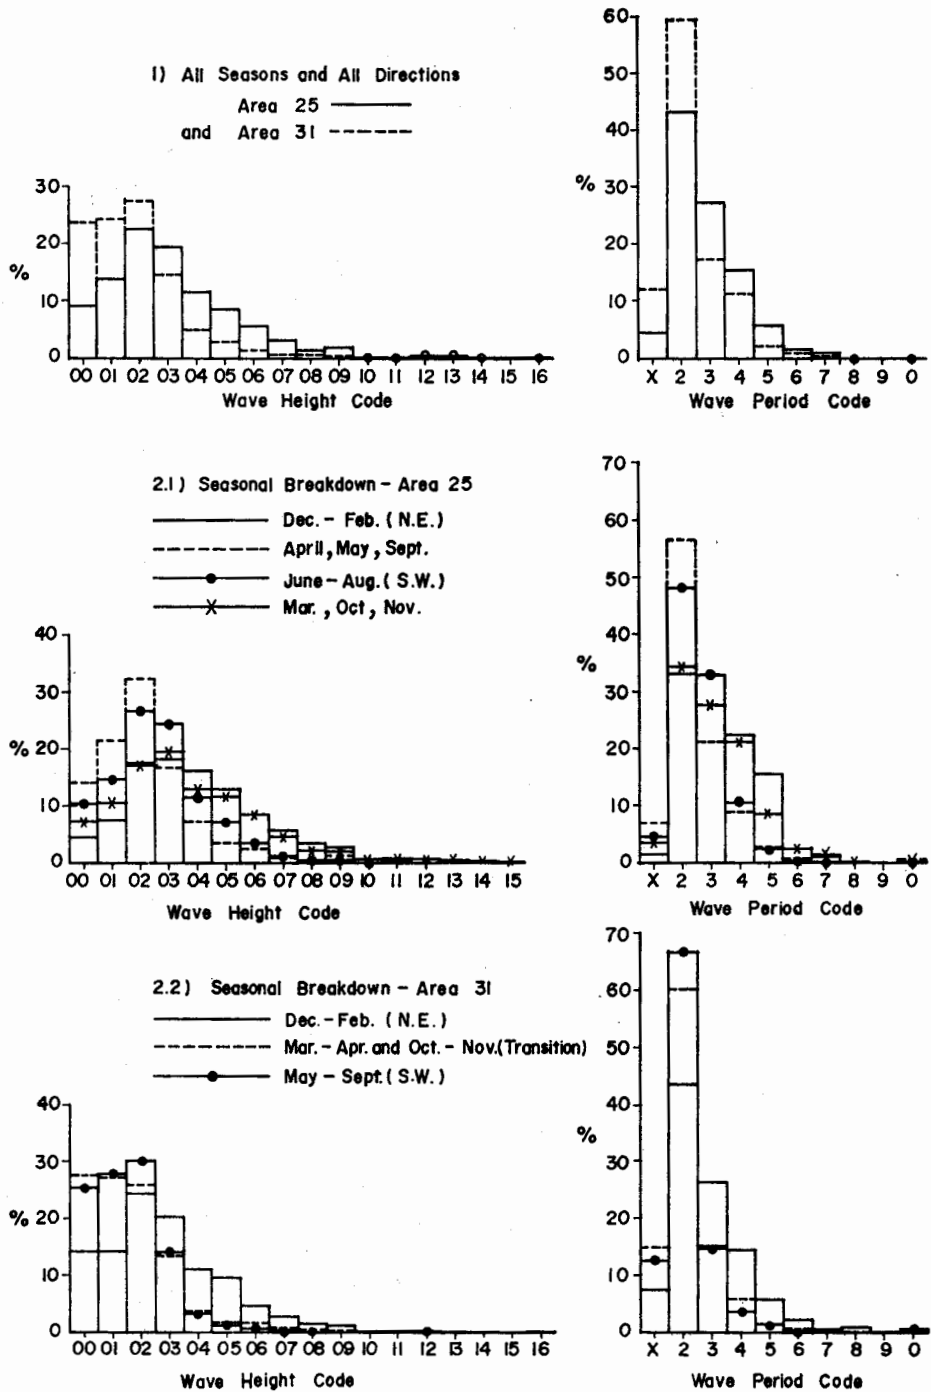 1) All Seasons and All Directions
Area 25
and Area 31
30
20
%
10
0
00 01 02 03 04 05 06 07 08 09 10 11 12 13 14 15 16
Wave Height Code
60
50
40
% 30
20
10
0
X 2 3 4 5 6 7 8 9 0
Wave Period Code
2.1) Seasonal Breakdown - Area 25
Dec. - Feb. (N.E.)
April, May, Sept.
June - Aug. (S.W.)
Mar., Oct, Nov.
40
30
% 20
10
0
00 01 02 03 04 05 06 07 08 09 10 11 12 13 14 15
Wave Height Code
70
60
50
40
%
30
20
10
0
X 2 3 4 5 6 7 8 9 0
Wave Period Code
2.2) Seasonal Breakdown - Area 31
Dec. - Feb. (N.E.)
Mar. - Apr. and Oct. - Nov. (Transition)
May - Sept. (S.W.)
40
30
% 20
10
0
00 01 02 03 04 05 06 07 08 09 10 11 12 13 14 15 16
Wave Height Code
70
60
50
40
%
30
20
10
0
X 2 3 4 5 6 7 8 9 0
Wave Period Code